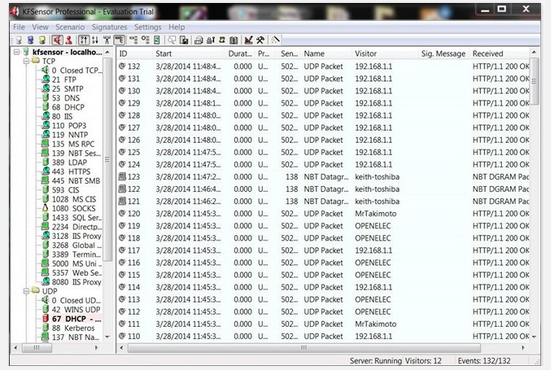 KFSensor Professional - Evaluation Trial
File View Scenario Signatures Settings Help
kfsensor - localho...
TCP
0 Closed TCP...
21 FTP
25 SMTP
53 DNS
68 DHCP
80 IIS
110 POP3
119 NNTP
135 MS RPC
139 NBT Ses...
389 LDAP
443 HTTPS
445 NBT SMB
593 CIS
1028 MS CIS
1080 SOCKS
1433 SQL Ser...
2234 Directp...
3128 IIS Proxy
3268 Global ...
3389 Termin...
5000 MS Uni ...
5357 Web Se...
8080 IIS Proxy
UDP
0 Closed UD...
42 WINS UDP
67 DHCP - ...
88 Kerberos
137 NBT Na...
ID Start Durat... Pr... Sen... Name Visitor Sig. Message Received
132 3/28/2014 11:48:4... 0.000 U... 502... UDP Packet 192.168.1.1 HTTP/1.1 200 OK
131 3/28/2014 11:48:4... 0.000 U... 502... UDP Packet 192.168.1.1 HTTP/1.1 200 OK
130 3/28/2014 11:48:4... 0.000 U... 502... UDP Packet 192.168.1.1 HTTP/1.1 200 OK
129 3/28/2014 11:48:0... 0.000 U... 502... UDP Packet 192.168.1.1 HTTP/1.1 200 OK
128 3/28/2014 11:48:0... 0.000 U... 502... UDP Packet 192.168.1.1 HTTP/1.1 200 OK
127 3/28/2014 11:48:0... 0.000 U... 502... UDP Packet 192.168.1.1 HTTP/1.1 200 OK
126 3/28/2014 11:48:0... 0.000 U... 502... UDP Packet 192.168.1.1 HTTP/1.1 200 OK
125 3/28/2014 11:47:5... 0.000 U... 502... UDP Packet 192.168.1.1 HTTP/1.1 200 OK
124 3/28/2014 11:47:2... 0.000 U... 502... UDP Packet 192.168.1.1 HTTP/1.1 200 OK
123 3/28/2014 11:46:4... 0.000 U... 138 NBT Datagr... keith-toshiba NBT DGRAM Pac
122 3/28/2014 11:46:4... 0.000 U... 138 NBT Datagr... keith-toshiba NBT DGRAM Pac
121 3/28/2014 11:46:2... 0.000 U... 138 NBT Datagr... keith-toshiba NBT DGRAM Pac
120 3/28/2014 11:45:3... 0.000 U... 502... UDP Packet MrTakimoto HTTP/1.1 200 OK
119 3/28/2014 11:45:3... 0.000 U... 502... UDP Packet OPENELEC HTTP/1.1 200 OK
118 3/28/2014 11:45:3... 0.000 U... 502... UDP Packet OPENELEC HTTP/1.1 200 OK
117 3/28/2014 11:45:3... 0.000 U... 502... UDP Packet 192.168.1.1 HTTP/1.1 200 OK
116 3/28/2014 11:45:3... 0.000 U... 502... UDP Packet OPENELEC HTTP/1.1 200 OK
115 3/28/2014 11:45:3... 0.000 U... 502... UDP Packet OPENELEC HTTP/1.1 200 OK
114 3/28/2014 11:45:3... 0.000 U... 502... UDP Packet 192.168.1.1 HTTP/1.1 200 OK
113 3/28/2014 11:45:3... 0.000 U... 502... UDP Packet OPENELEC HTTP/1.1 200 OK
112 3/28/2014 11:45:3... 0.000 U... 502... UDP Packet OPENELEC HTTP/1.1 200 OK
111 3/28/2014 11:45:3... 0.000 U... 502... UDP Packet MrTakimoto HTTP/1.1 200 OK
110 3/28/2014 11:45:3... 0.000 U... 502... UDP Packet 192.168.1.1 HTTP/1.1 200 OK
Server: Running Visitors: 12 Events: 132/132